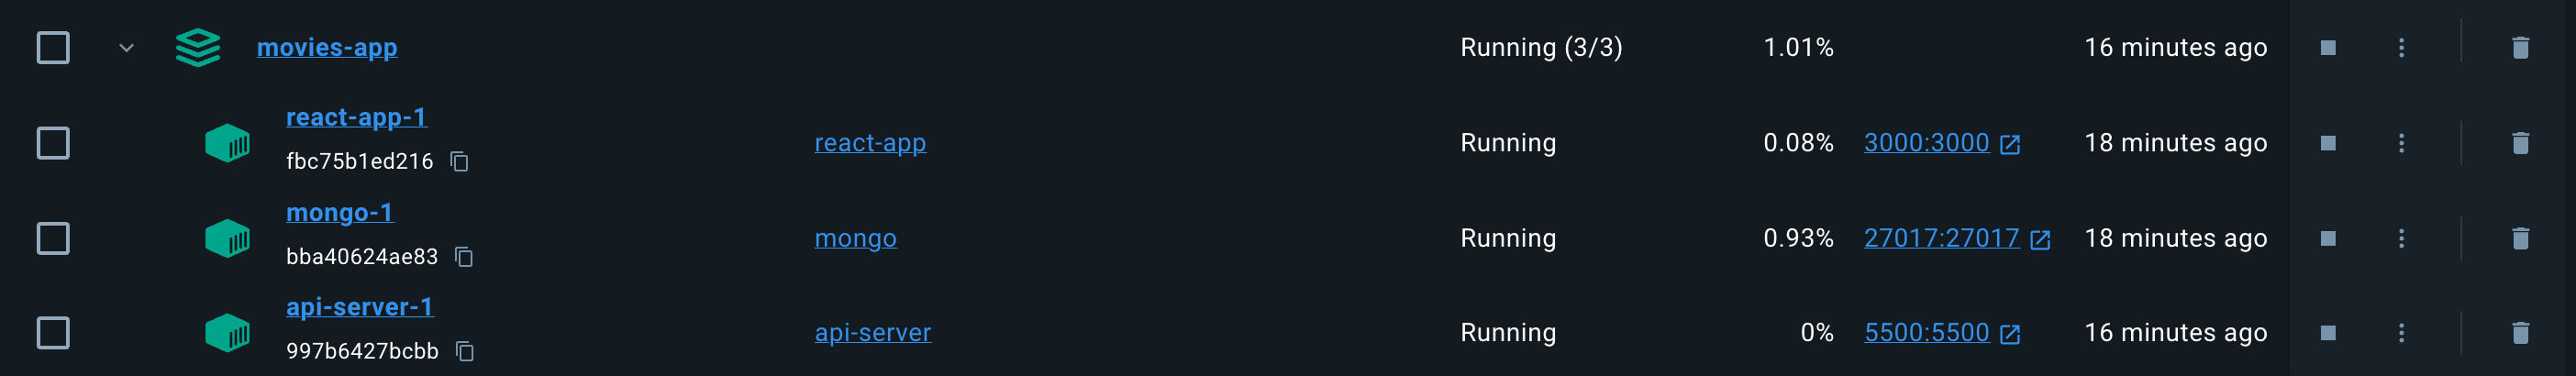 movies-app Running (3/3) 1.01% 16 minutes ago
react-app-1
react-app Running 0.08% 3000:3000 18 minutes ago
fbc75b1ed216
mongo-1
mongo Running 0.93% 27017:27017 18 minutes ago
bba40624ae83
api-server-1
api-server Running 0% 5500:5500 16 minutes ago
997b6427bcbb